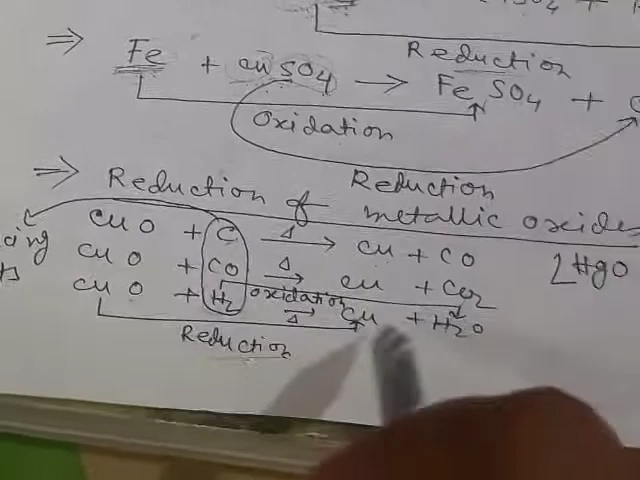 Reduction
⇒ Fe + CuSO4 → FeSO4 +
Oxidation
Reduction
⇒ Reduction of metallic oxides
CuO + C Δ→ Cu + CO
CuO + CO Δ→ Cu + CO2
2HgO
Oxidation
CuO + H2 Δ→ Cu + H2O
Reduction